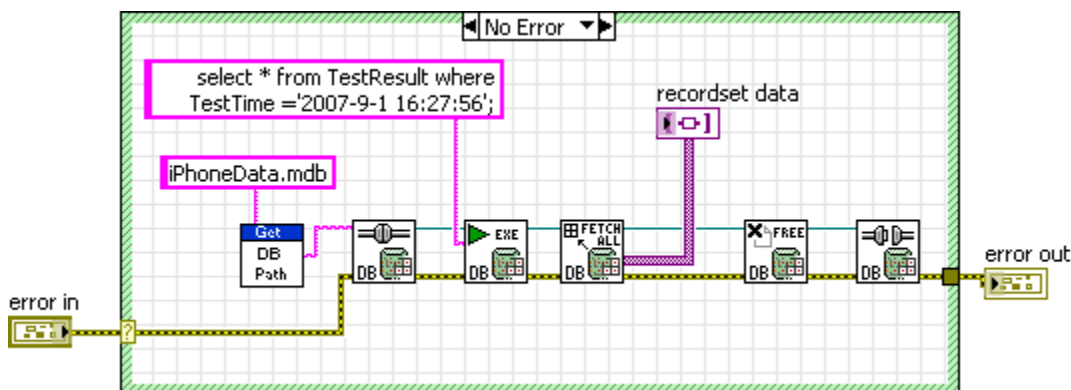 No Error
select * from TestResult where
TestTime ='2007-9-1 16:27:56';
recordset data
iPhoneData.mdb
Get
DB
Path
DB
EXE
DB
FETCH
ALL
DB
FREE
DB
DB
error in
?
error out